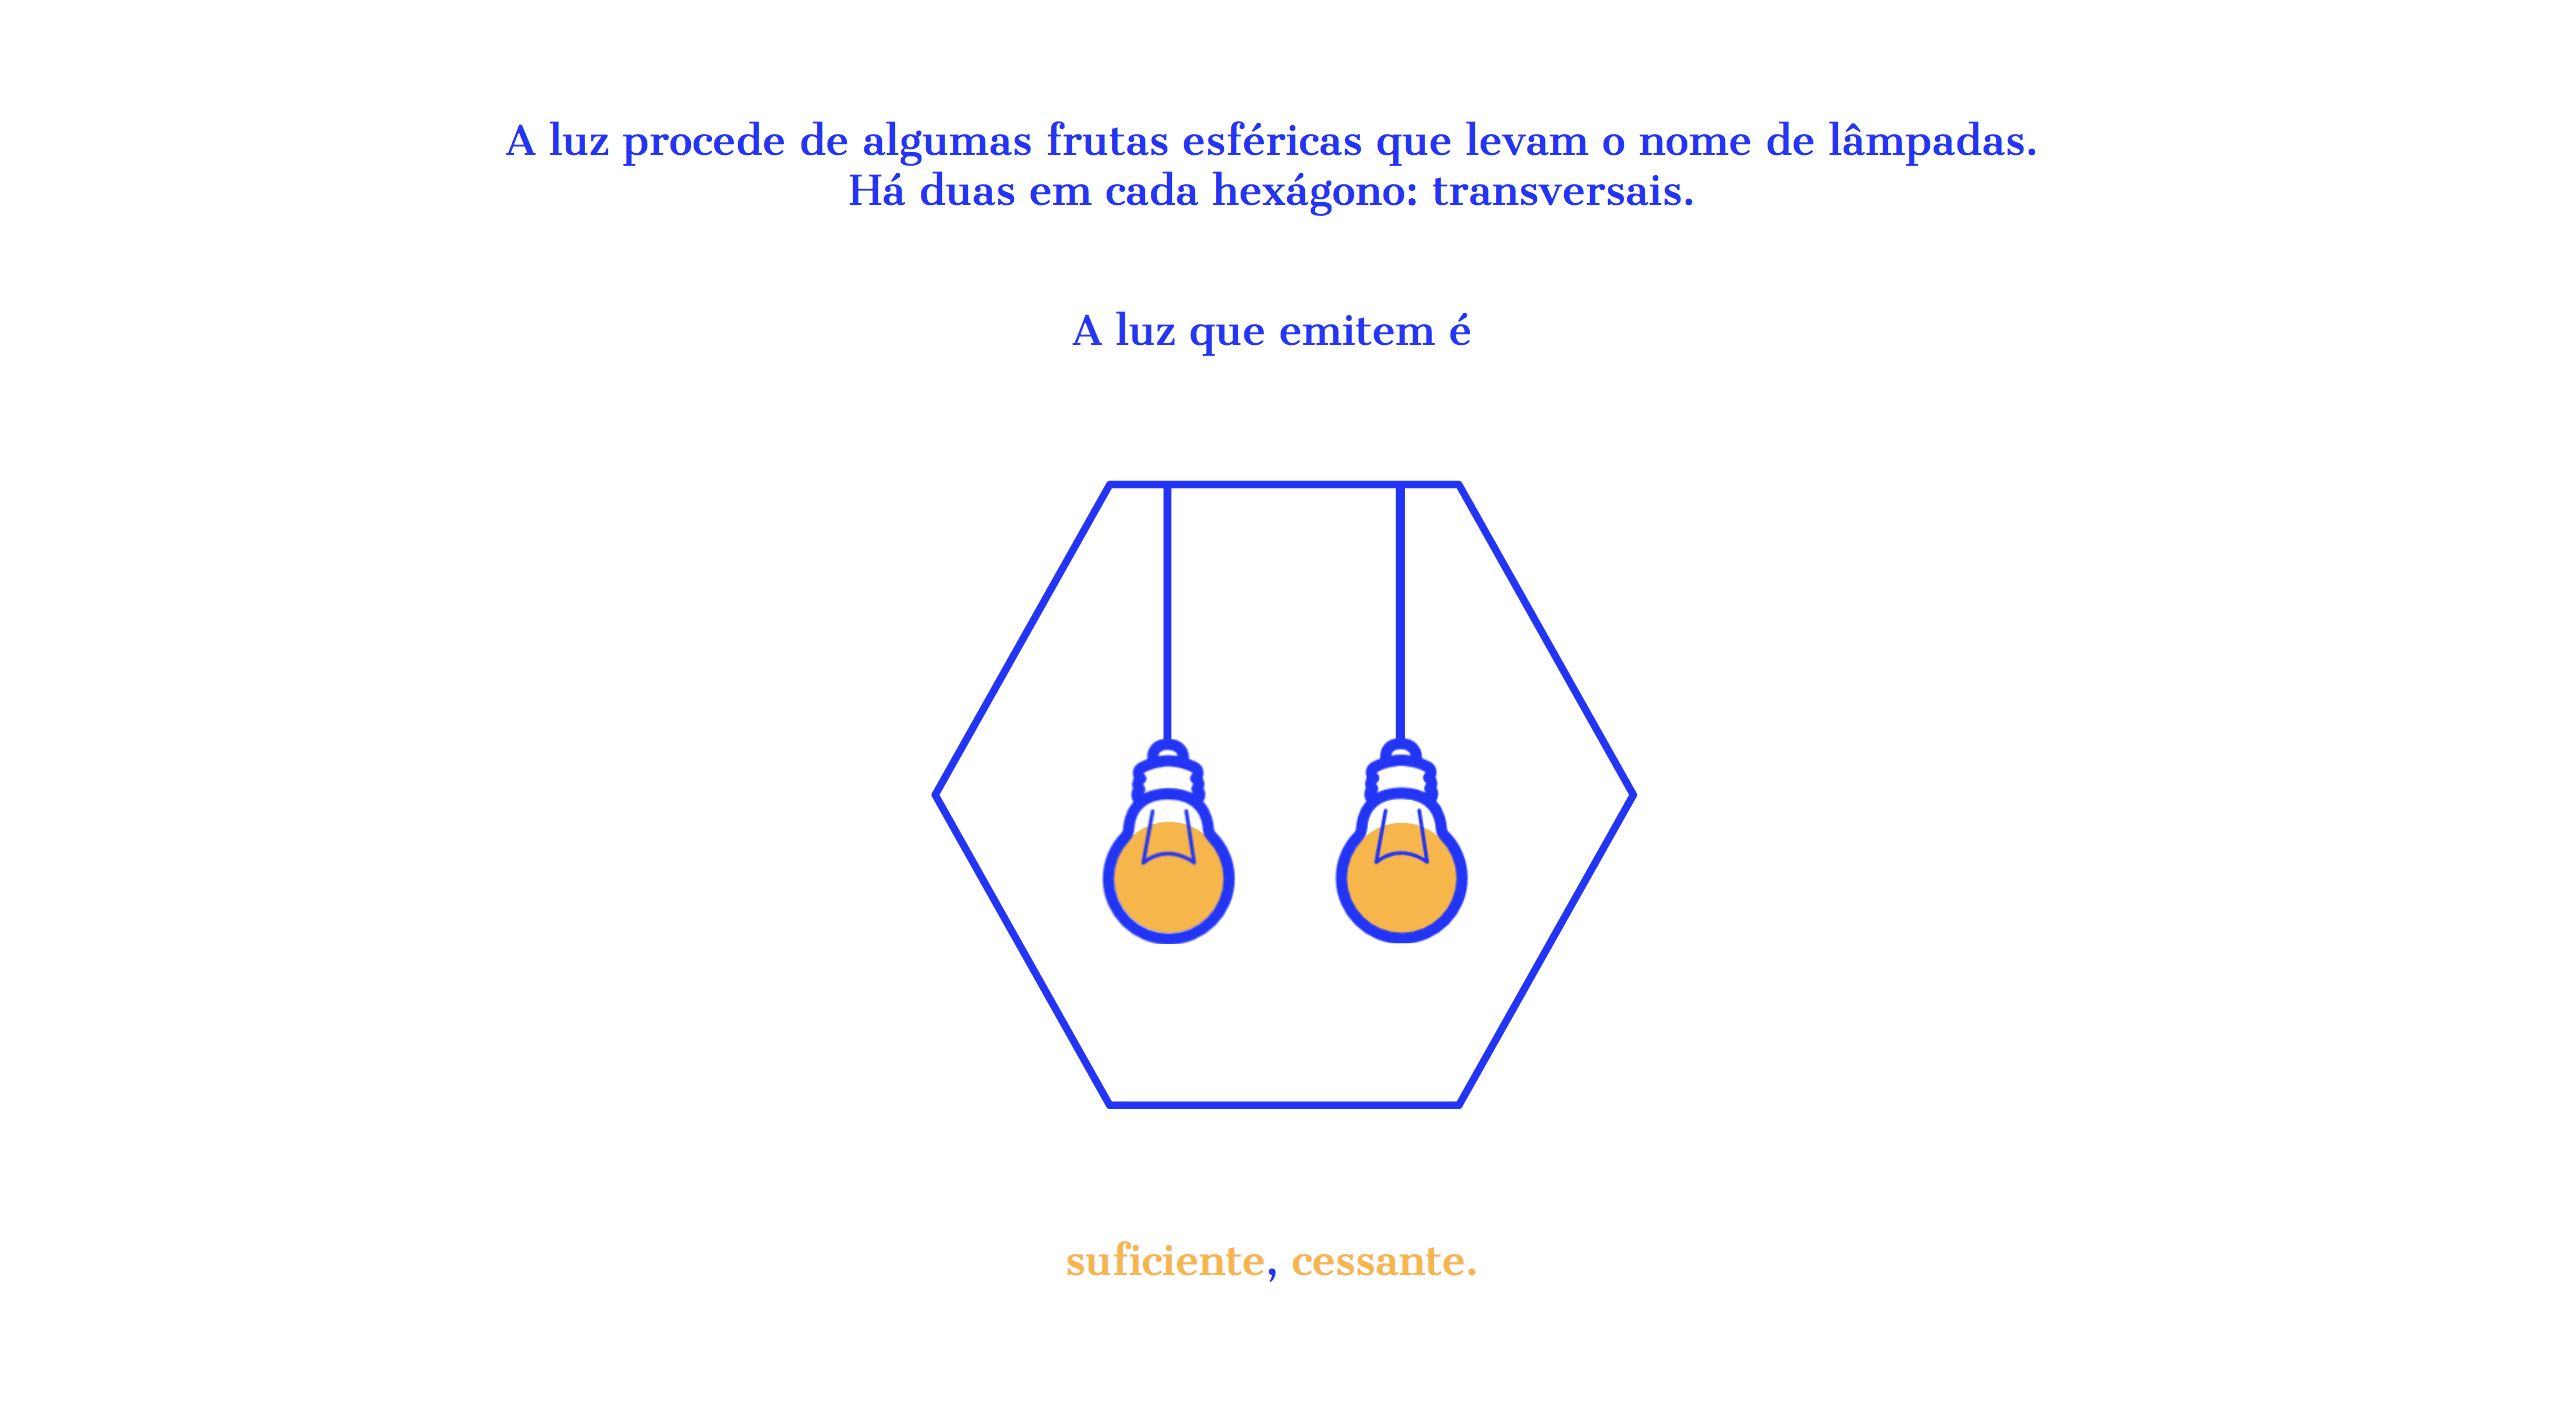 A luz procede de algumas frutas esféricas que levam o nome de lâmpadas.
Há duas em cada hexágono: transversais.
A luz que emitem é
suficiente, cessante.